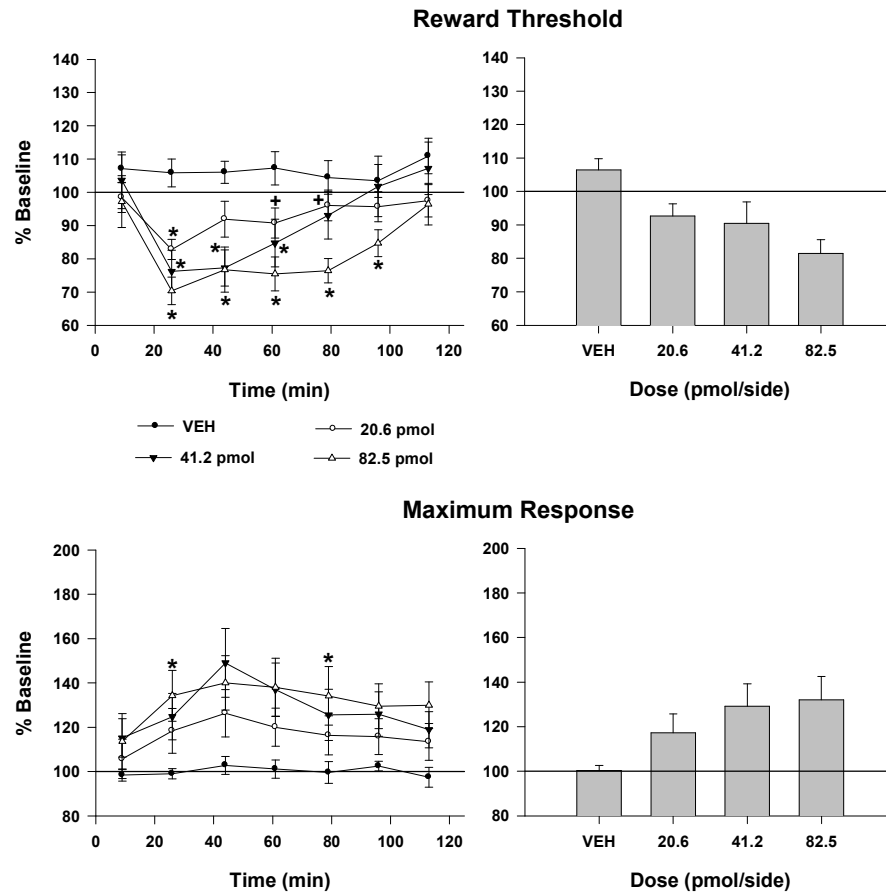 Reward Threshold
140
130
120
110
100
90
80
70
60
% Baseline
* * * * * * * * * + +
0 20 40 60 80 100 120
Time (min)
140
130
120
110
100
90
80
70
60
VEH 20.6 41.2 82.5
Dose (pmol/side)
VEH 20.6 pmol
41.2 pmol 82.5 pmol
Maximum Response
200
180
160
140
120
100
80
% Baseline
* *
0 20 40 60 80 100 120
Time (min)
200
180
160
140
120
100
80
VEH 20.6 41.2 82.5
Dose (pmol/side)